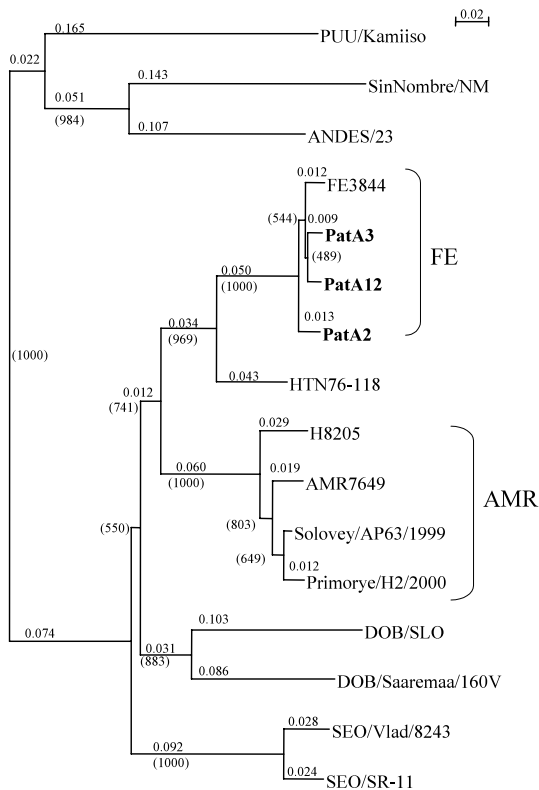 0.02
0.165
PUU/Kamiiso
0.022
0.143
SinNombre/NM
0.051
(984)
0.107
ANDES/23
0.012
FE3844
(544)
0.009
PatA3
(489)
FE
0.050
(1000)
PatA12
0.013
PatA2
0.034
(969)
(1000)
0.043
HTN76-118
0.012
(741)
0.029
H8205
0.060
(1000)
0.019
AMR7649
AMR
(803)
(550)
Solovey/AP63/1999
(649)
0.012
Primorye/H2/2000
0.103
DOB/SLO
0.074
0.031
(883)
0.086
DOB/Saaremaa/160V
0.028
SEO/Vlad/8243
0.092
(1000)
0.024
SEO/SR-11